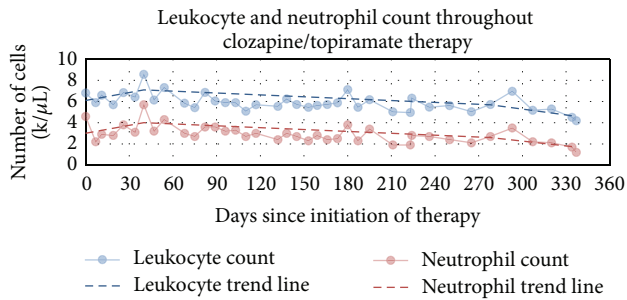 Leukocyte and neutrophil count throughout
clozapine/topiramate therapy
Number of cells
(k/μL)
10
8
6
4
2
0
0 30 60 90 120 150 180 210 240 270 300 330 360
Days since initiation of therapy
Leukocyte count
Neutrophil count
Leukocyte trend line
Neutrophil trend line